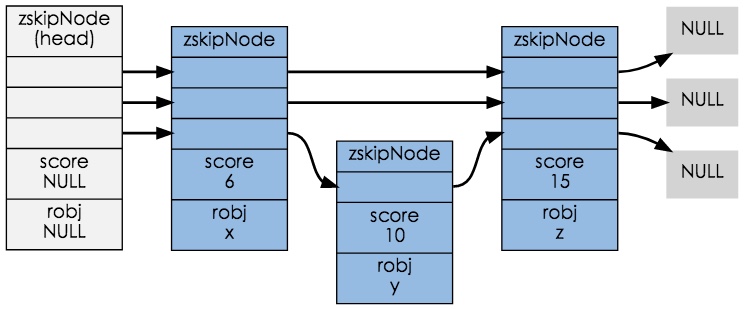 zskipNode
(head)
score
NULL
robj
NULL
zskipNode
score
6
robj
x
zskipNode
score
10
robj
y
zskipNode
score
15
robj
z
NULL
NULL
NULL